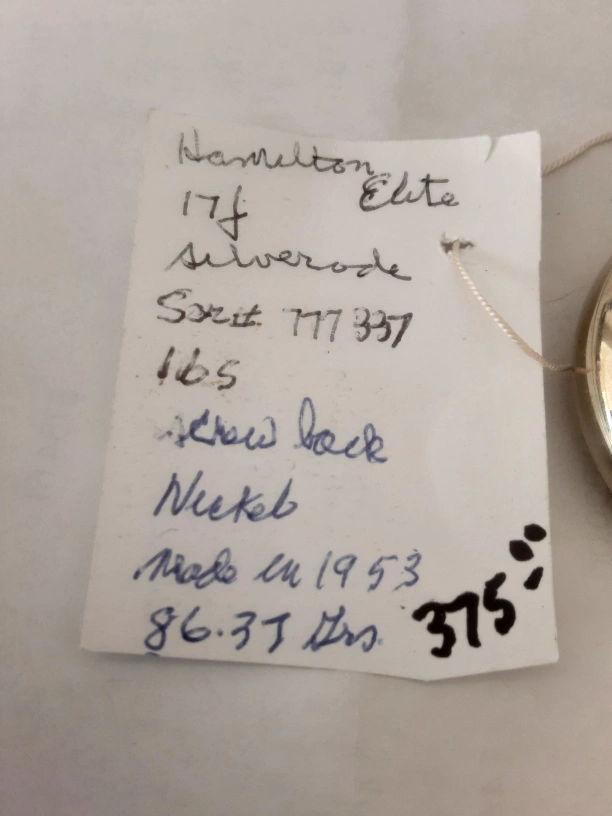 Hamilton
17j Elite
silverode
Ser# 777337
16s
screw back
Nickel
Made in 1953
86.37 Grs. 375